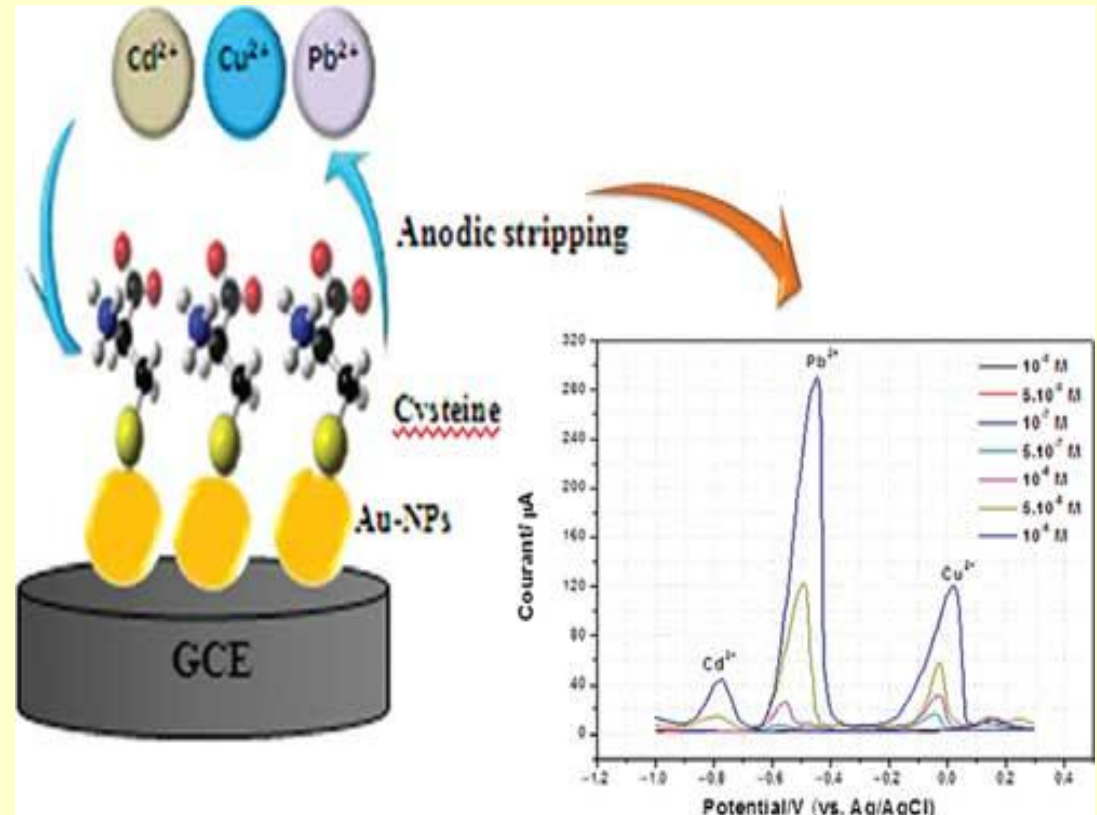 Cd²⁺ Cu²⁺ Pb²⁺
Anodic stripping
Cysteine
Au-NPs
GCE
320
280
240
200
160
120
80
40
0
Courant/ µA
Pb²⁺
Cu²⁺
Cd²⁺
M
M
M
M
M
M
M
-1.2 -1.0 -0.8 -0.6 -0.4 -0.2 0.0 0.2 0.4
Potential/V (vs. Ag/AgCl)